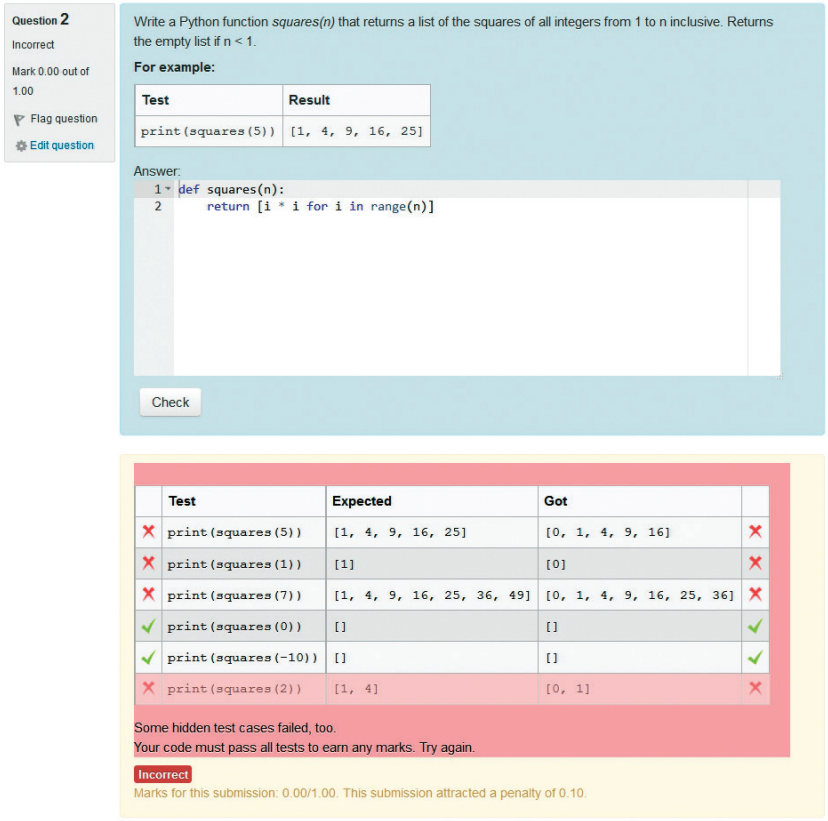 Question 2
Incorrect
Mark 0.00 out of
1.00
Flag question
Edit question
Write a Python function squares(n) that returns a list of the squares of all integers from 1 to n inclusive. Returns
the empty list if n < 1.
For example:
Test Result
print(squares(5)) [1, 4, 9, 16, 25]
Answer:
1 def squares(n):
2 return [i * i for i in range(n)]
Check
Test Expected Got
print(squares(5)) [1, 4, 9, 16, 25] [0, 1, 4, 9, 16]
print(squares(1)) [1] [0]
print(squares(7)) [1, 4, 9, 16, 25, 36, 49] [0, 1, 4, 9, 16, 25, 36]
print(squares(0)) [] []
print(squares(-10)) [] []
print(squares(2)) [1, 4] [0, 1]
Some hidden test cases failed, too.
Your code must pass all tests to earn any marks. Try again.
Incorrect
Marks for this submission: 0.00/1.00. This submission attracted a penalty of 0.10.